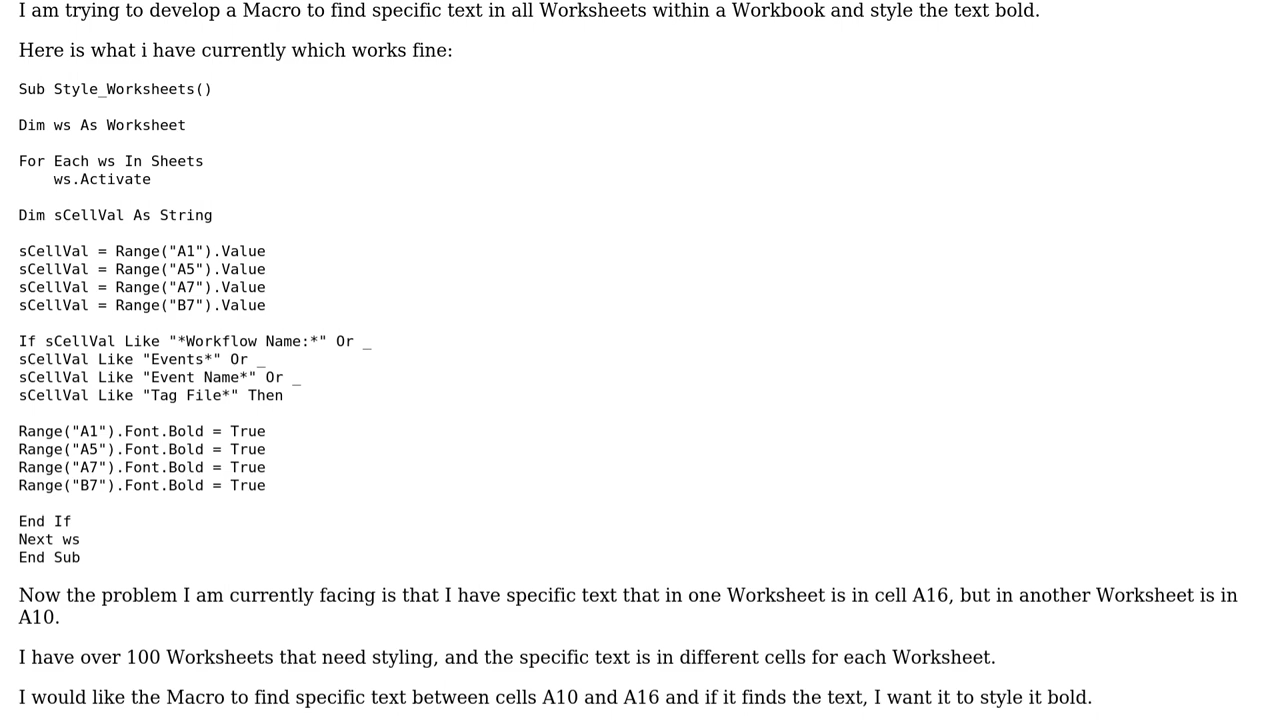 I am trying to develop a Macro to find specific text in all Worksheets within a Workbook and style the text bold.
Here is what i have currently which works fine:
Sub Style_Worksheets()
Dim ws As Worksheet
For Each ws In Sheets
    ws.Activate
Dim sCellVal As String
sCellVal = Range("A1").Value
sCellVal = Range("A5").Value
sCellVal = Range("A7").Value
sCellVal = Range("B7").Value
If sCellVal Like "*Workflow Name:*" Or _
sCellVal Like "Events*" Or _
sCellVal Like "Event Name*" Or _
sCellVal Like "Tag File*" Then
Range("A1").Font.Bold = True
Range("A5").Font.Bold = True
Range("A7").Font.Bold = True
Range("B7").Font.Bold = True
End If
Next ws
End Sub
Now the problem I am currently facing is that I have specific text that in one Worksheet is in cell A16, but in another Worksheet is in
A10.
I have over 100 Worksheets that need styling, and the specific text is in different cells for each Worksheet.
I would like the Macro to find specific text between cells A10 and A16 and if it finds the text, I want it to style it bold.